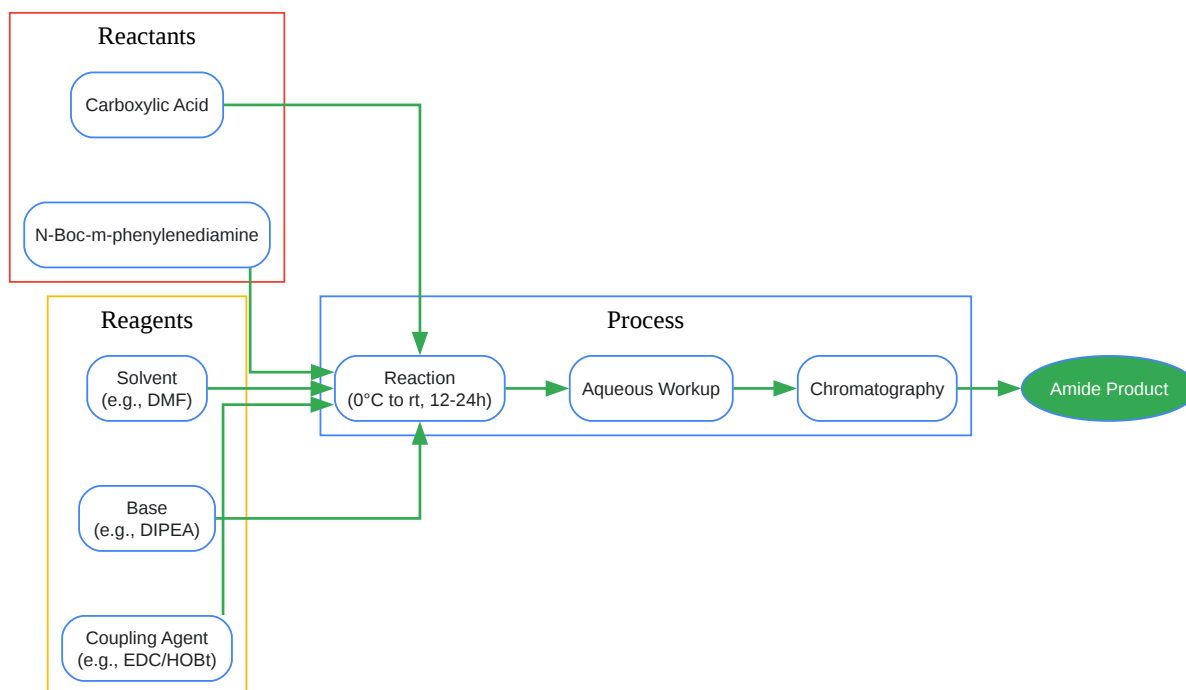 Reactants
Carboxylic Acid
N-Boc-m-phenylenediamine
Reagents
Solvent
(e.g., DMF)
Base
(e.g., DIPEA)
Coupling Agent
(e.g., EDC/HOBt)
Process
Reaction
(0°C to rt, 12-24h)
Aqueous Workup
Chromatography
Amide Product